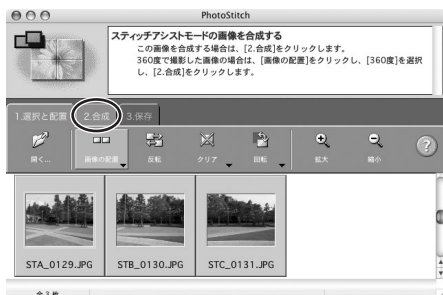 PhotoStitch
スティッチアシストモードの画像を合成する
この画像を合成する場合は、[2.合成]をクリックします。
360度で撮影した画像の場合は、[画像の配置]をクリックし、[360度]を選択
し、[2.合成]をクリックします。
1.選択と配置 2.合成 3.保存
開く... 画像の配置 反転 クリア 回転 拡大 縮小 ?
STA_0129.JPG STB_0130.JPG STC_0131.JPG